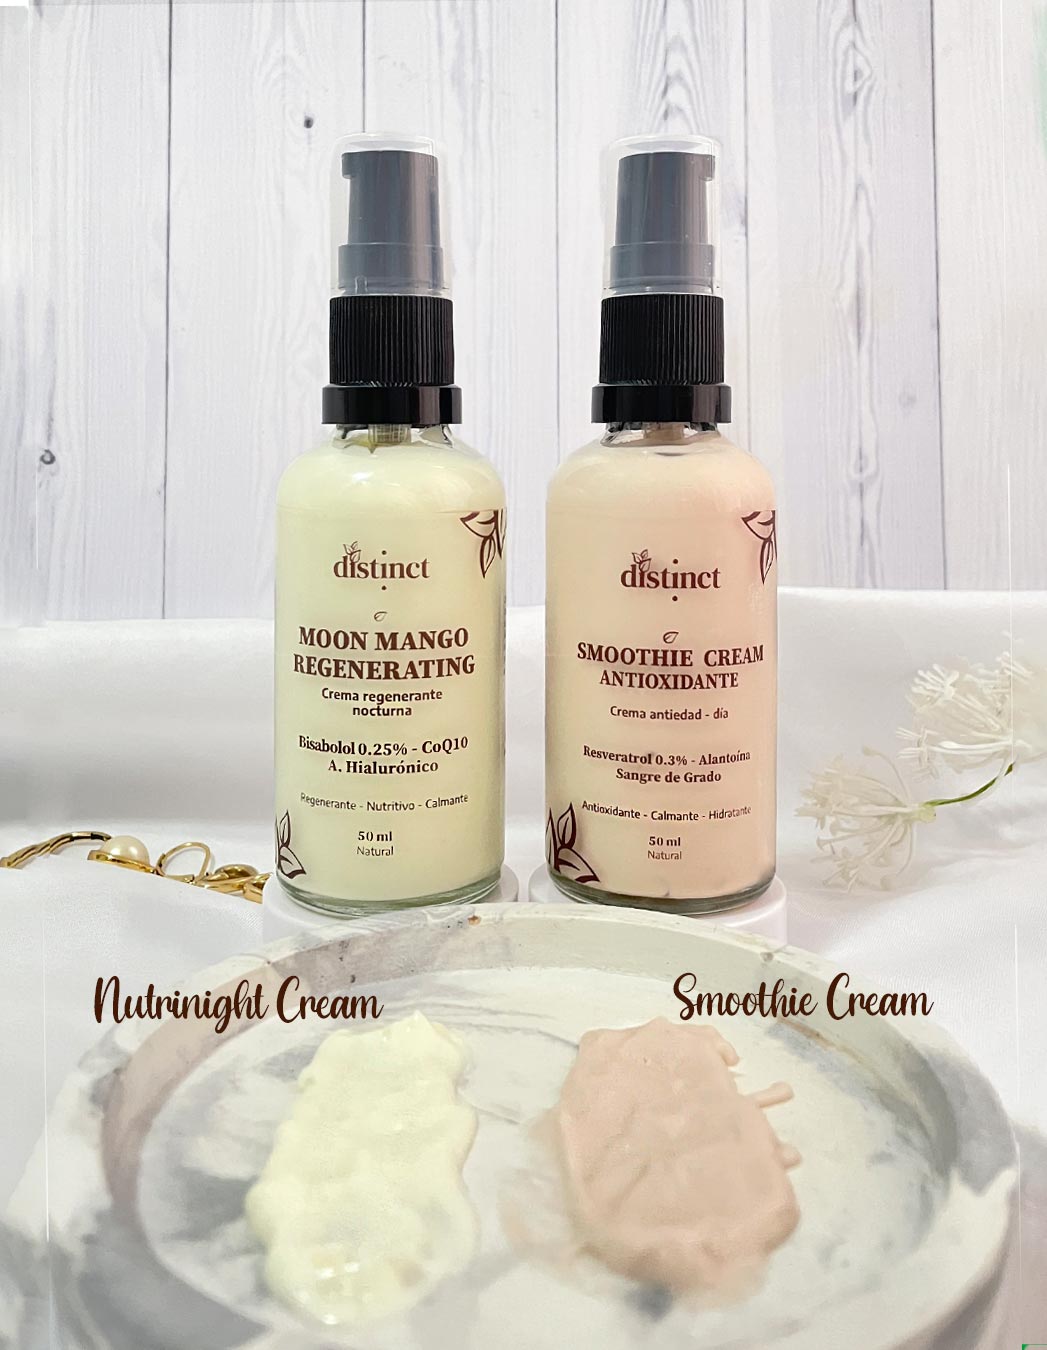 distinct
MOON MANGO
REGENERATING
Crema regenerante
nocturna
Bisabolol 0.25% - CoQ10
A. Hialurónico
Regenerante - Nutritivo - Calmante
50 ml
Natural
distinct
SMOOTHIE CREAM
ANTIOXIDANTE
Crema antiedad - día
Resveratrol 0.3% - Alantoína
Sangre de Grado
Antioxidante - Calmante - Hidratante
50 ml
Natural
Nutrinight Cream
Smoothie Cream